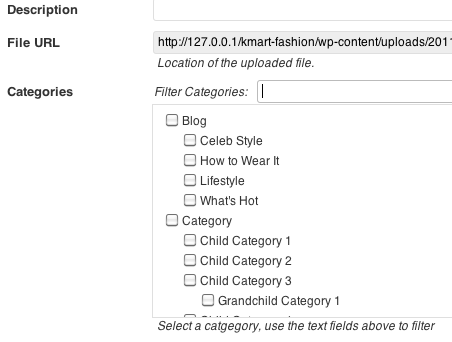 Description
File URL
http://127.0.0.1/kmart-fashion/wp-content/uploads/201
Location of the uploaded file.
Categories
Filter Categories:
Blog
Celeb Style
How to Wear It
Lifestyle
What's Hot
Category
Child Category 1
Child Category 2
Child Category 3
Grandchild Category 1
Select a catgegory, use the text fields above to filter